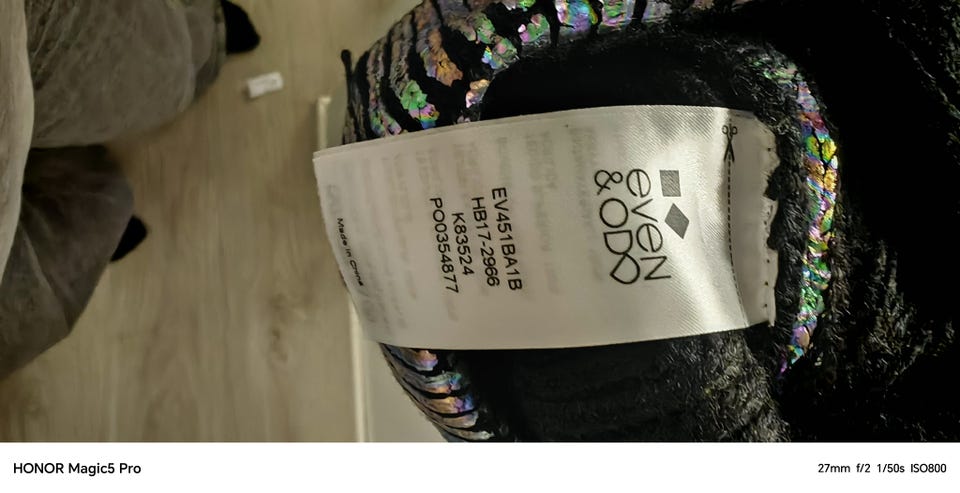 even
& ODD
EV451BA1B
HB17-2966
K83524
PO0354877
Made in China
HONOR Magic5 Pro
27mm f/2 1/50s ISO800